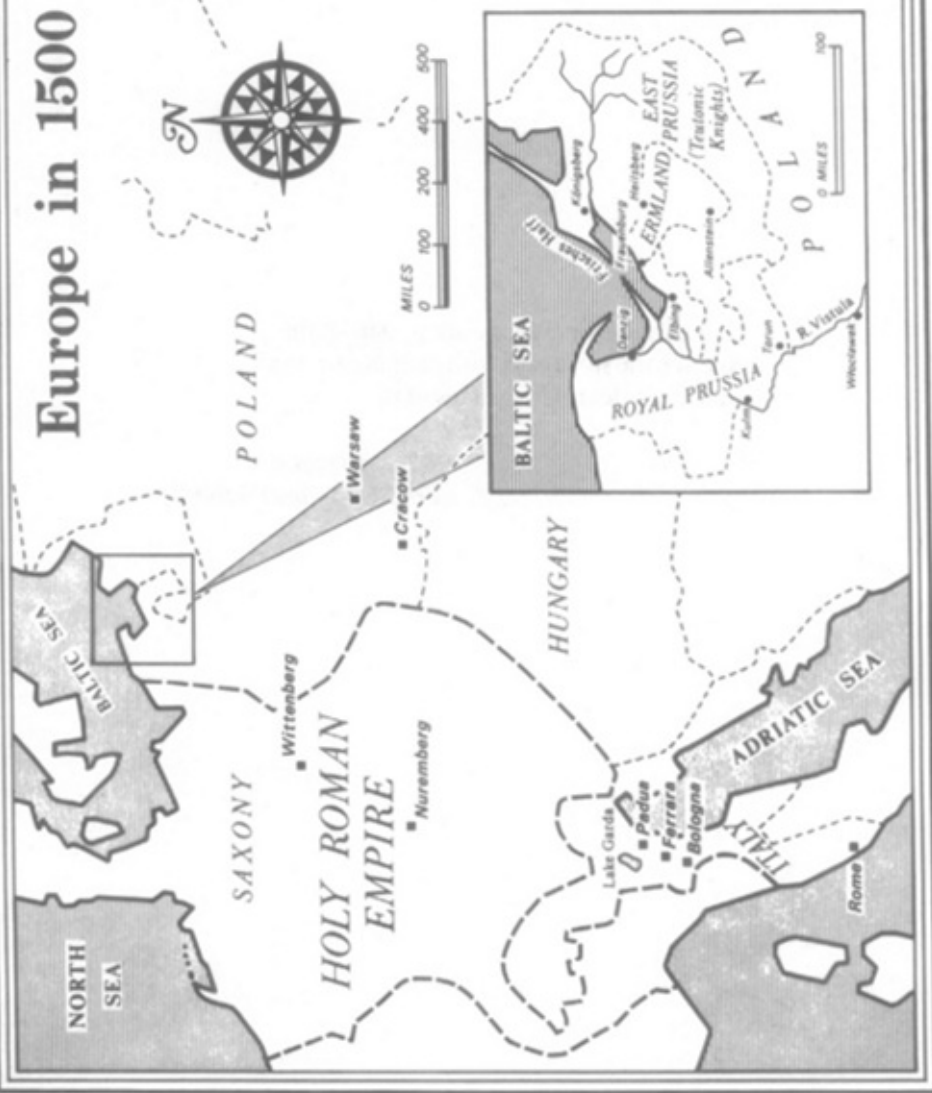 Europe in 1500
N
MILES
0 100 200 400 500
NORTH
SEA
BALTIC SEA
SAXONY
Wittenberg
HOLY ROMAN
EMPIRE
Nuremberg
POLAND
Warsaw
Cracow
HUNGARY
Lake Garda
Padua
Ferrara
Bologna
ITALY
Rome
ADRIATIC SEA
BALTIC SEA
Frisches Haff
Königsberg
Frauenburg
Heilsberg
ERMLAND
EAST
PRUSSIA
(Teutonic
Knights)
Danzig
Elbing
Allenstein
ROYAL PRUSSIA
Kulm
Torun
R. Vistula
Włocławek
POLAND
0 MILES 100